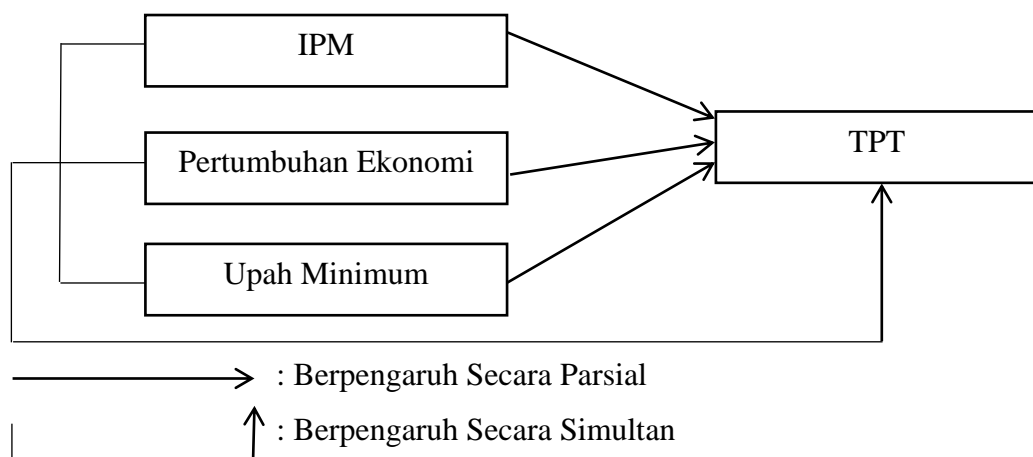 IPM
Pertumbuhan Ekonomi
TPT
Upah Minimum
: Berpengaruh Secara Parsial
: Berpengaruh Secara Simultan